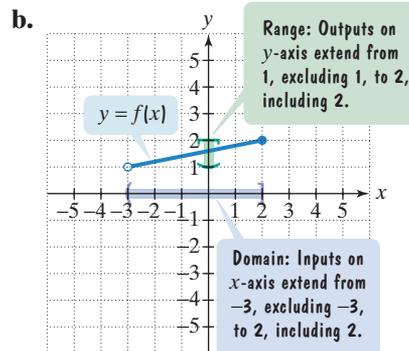 b.
y
Range: Outputs on
y-axis extend from
1, excluding 1, to 2,
including 2.
y = f(x)
5
4
3
2
1
–5 –4 –3 –2 –1 1 2 3 4 5 x
–1
–2
–3
–4
–5
Domain: Inputs on
x-axis extend from
–3, excluding –3,
to 2, including 2.